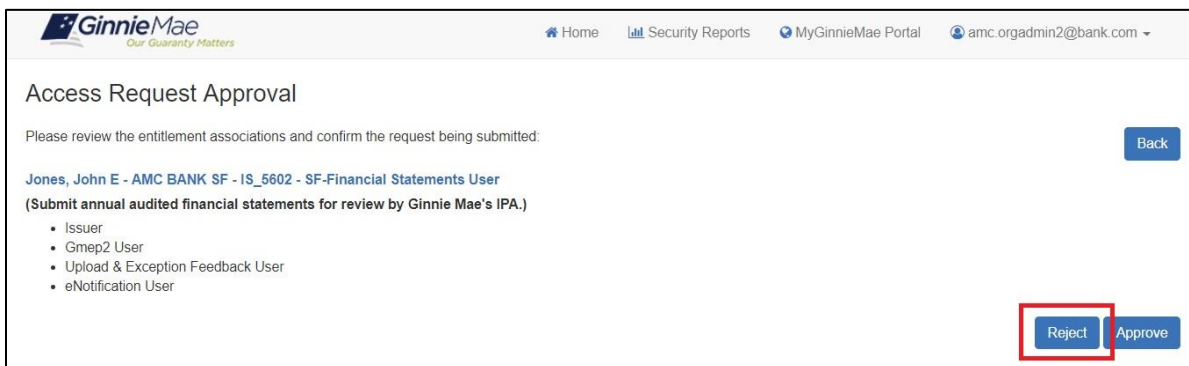 GinnieMae
Our Guaranty Matters
Home Security Reports MyGinnieMae Portal amc.orgadmin2@bank.com
Access Request Approval
Please review the entitlement associations and confirm the request being submitted:
Back
Jones, John E - AMC BANK SF - IS_5602 - SF-Financial Statements User
(Submit annual audited financial statements for review by Ginnie Mae's IPA.)
• Issuer
• Gmep2 User
• Upload & Exception Feedback User
• eNotification User
Reject Approve